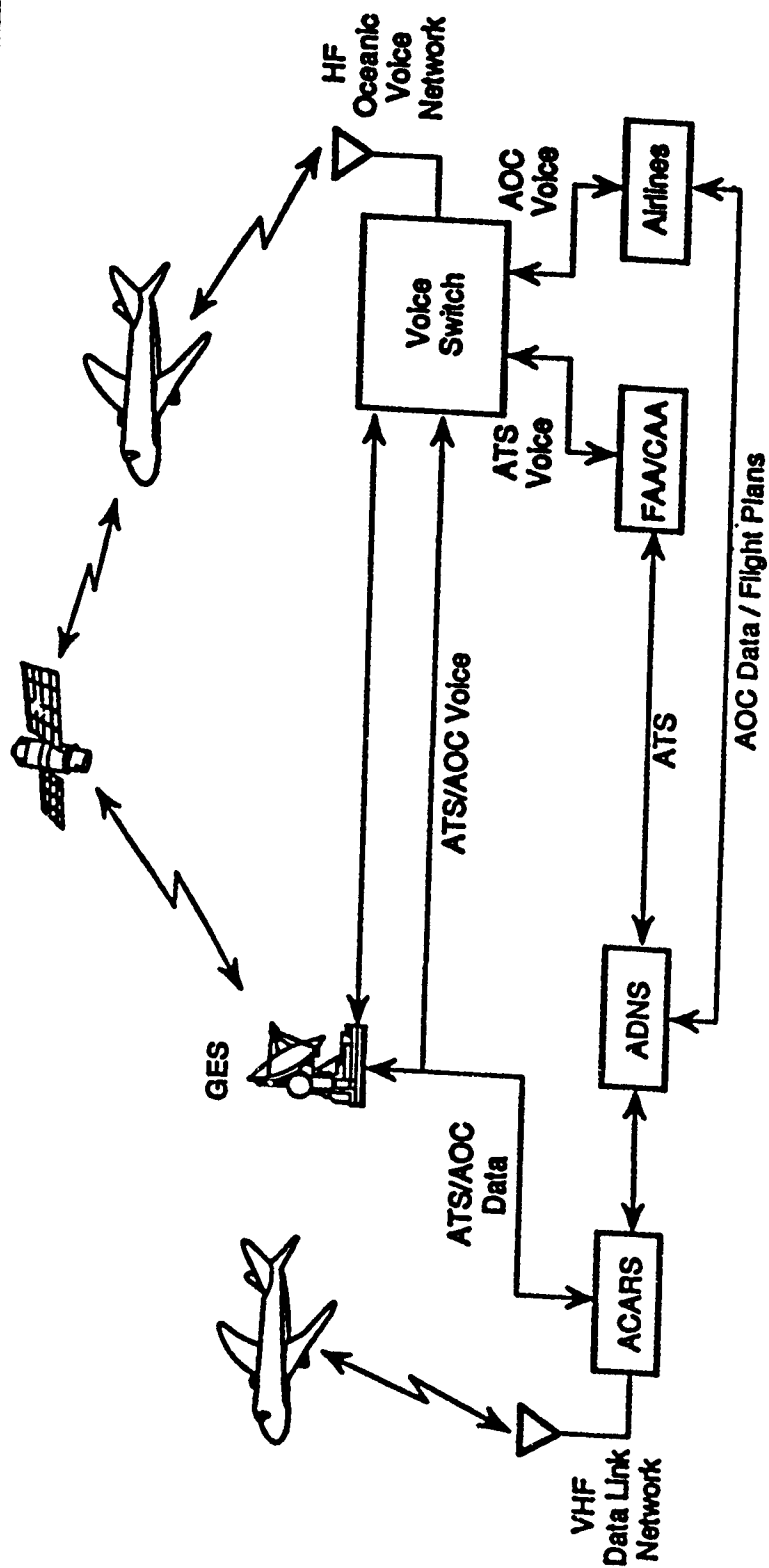 HF
Oceanic
Voice
Network
GES
Voice
Switch
ATS/AOC Voice
ATS/AOC
Data
ATS
Voice
AOC
Voice
VHF
Data Link
Network
ACARS
ADNS
ATS
FAA/CAA
Airlines
AOC Data / Flight Plans